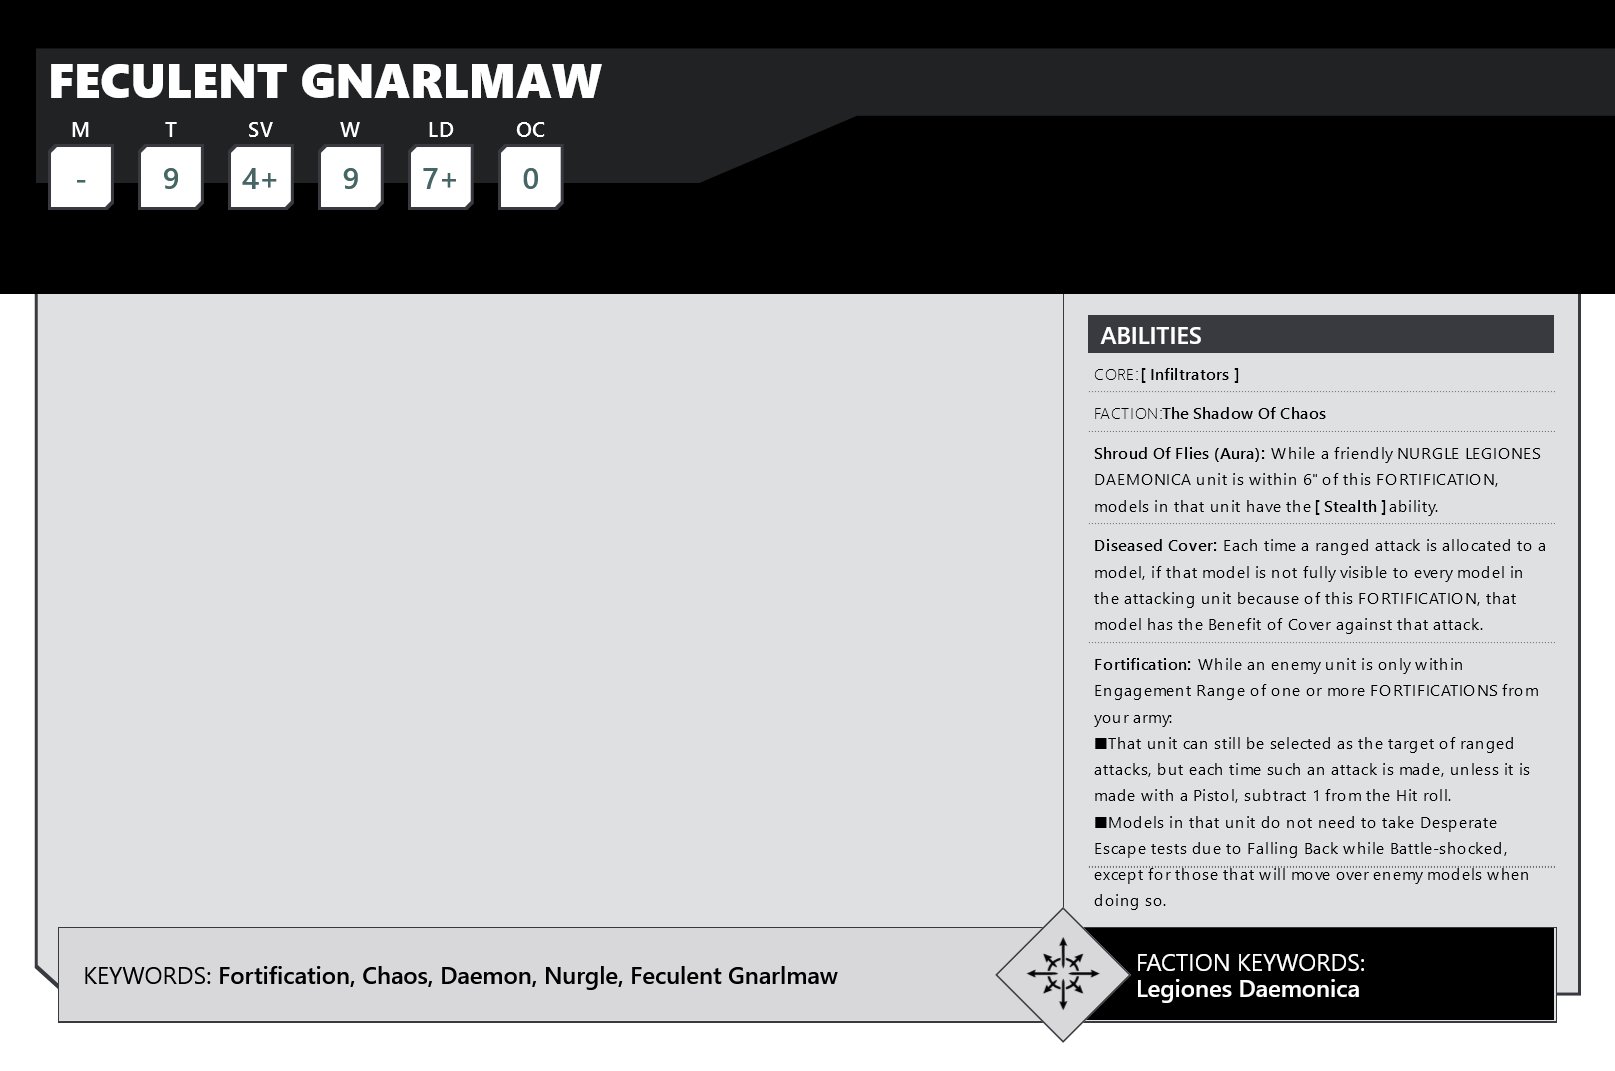 FECULENT GNARLMAW
M T SV W LD OC
- 9 4+ 9 7+ 0
ABILITIES
CORE:[ Infiltrators ]
FACTION:The Shadow Of Chaos
Shroud Of Flies (Aura): While a friendly NURGLE LEGIONES
DAEMONICA unit is within 6" of this FORTIFICATION,
models in that unit have the [ Stealth ] ability.
Diseased Cover: Each time a ranged attack is allocated to a
model, if that model is not fully visible to every model in
the attacking unit because of this FORTIFICATION, that
model has the Benefit of Cover against that attack.
Fortification: While an enemy unit is only within
Engagement Range of one or more FORTIFICATIONS from
your army:
■That unit can still be selected as the target of ranged
attacks, but each time such an attack is made, unless it is
made with a Pistol, subtract 1 from the Hit roll.
■Models in that unit do not need to take Desperate
Escape tests due to Falling Back while Battle-shocked,
except for those that will move over enemy models when
doing so.
KEYWORDS: Fortification, Chaos, Daemon, Nurgle, Feculent Gnarlmaw
FACTION KEYWORDS:
Legiones Daemonica